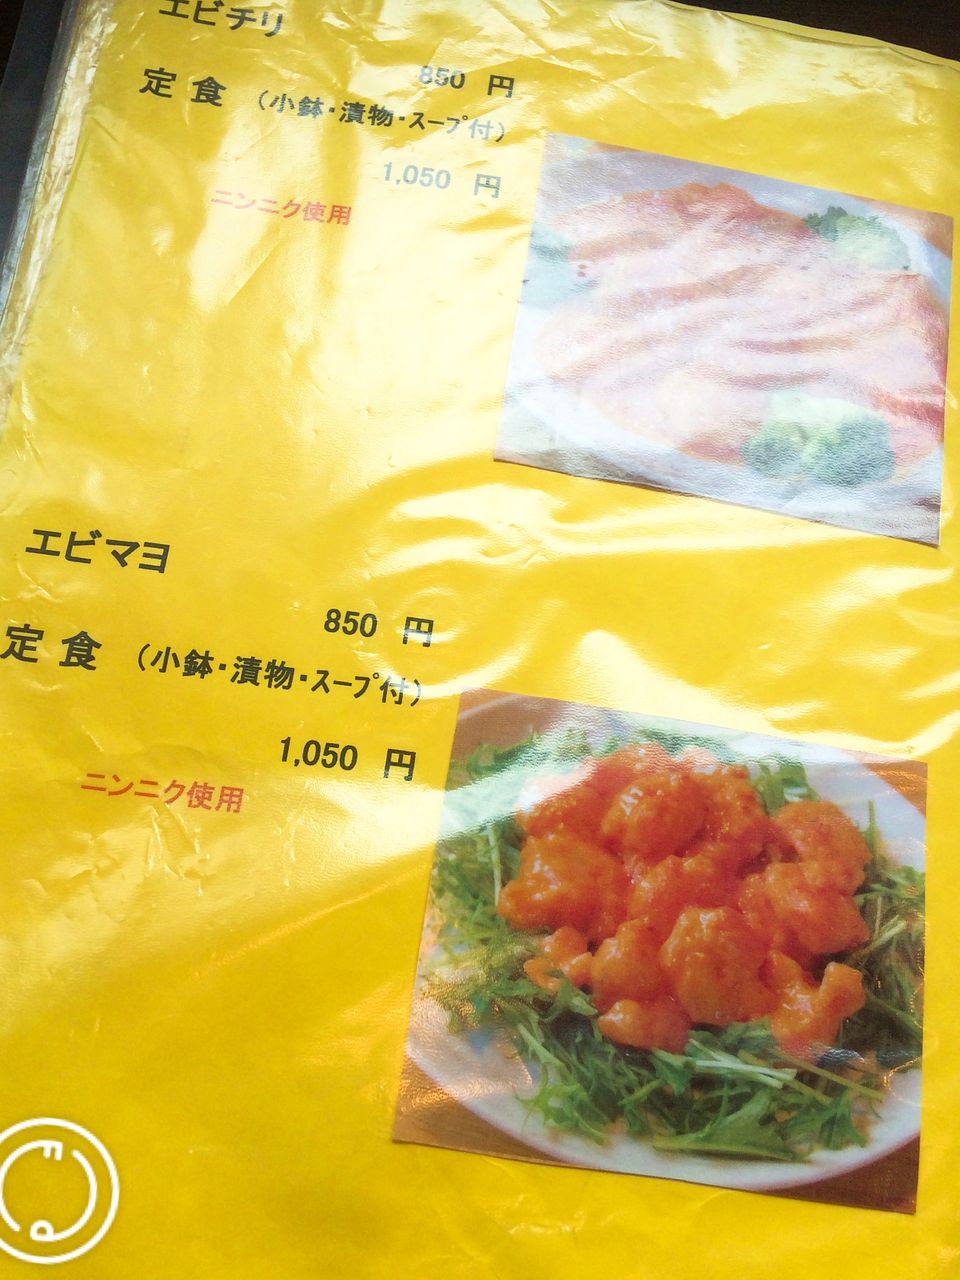 エビチリ
850 円
定 食 （小鉢・漬物・スープ付）
1,050 円
ニンニク使用
エビマヨ
850 円
定 食 （小鉢・漬物・スープ付）
1,050 円
ニンニク使用